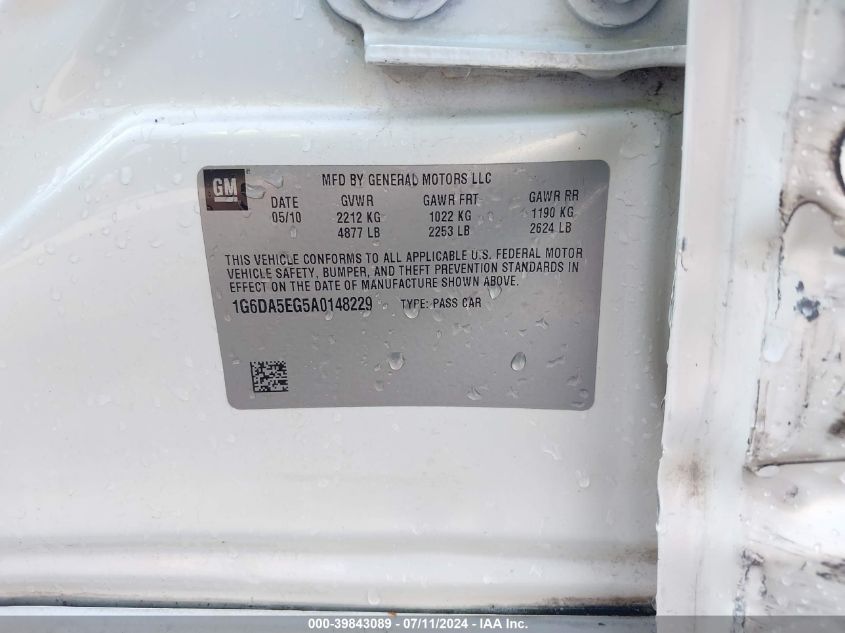 GM
MFD BY GENERAL MOTORS LLC
DATE GVWR GAWR FRT GAWR RR
05/10 2212 KG 1022 KG 1190 KG
4877 LB 2253 LB 2624 LB
THIS VEHICLE CONFORMS TO ALL APPLICABLE U.S. FEDERAL MOTOR
VEHICLE SAFETY, BUMPER, AND THEFT PREVENTION STANDARDS IN
EFFECT ON THE DATE OF MANUFACTURE SHOWN ABOVE.
1G6DA5EG5A0148229 TYPE: PASS CAR
000-39843089 - 07/11/2024 - IAAI.COM